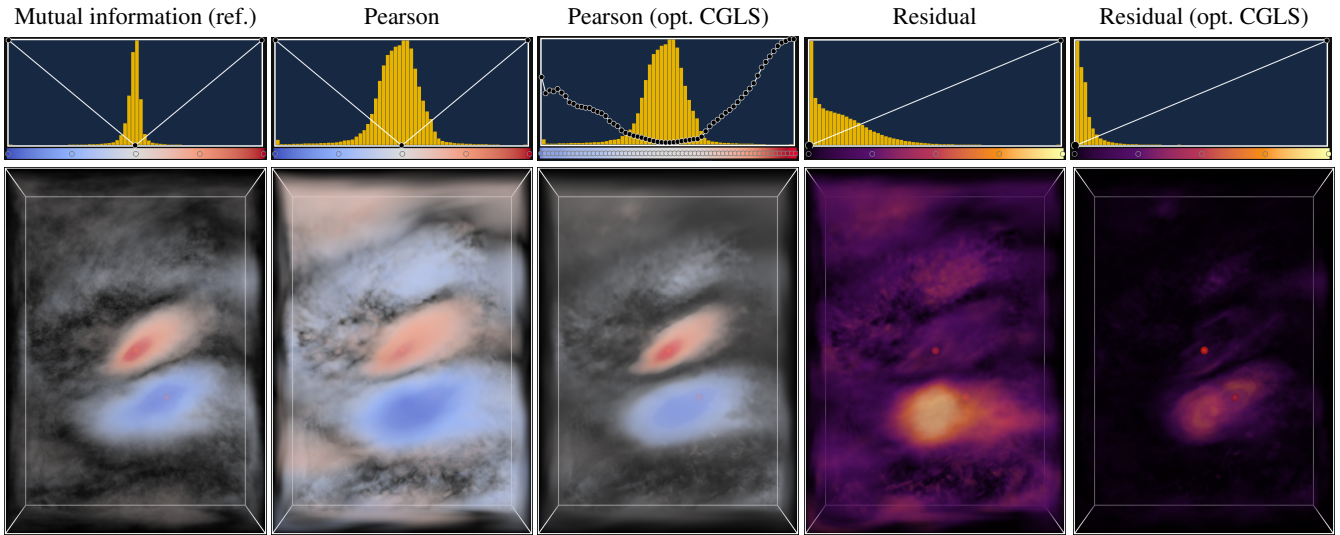 Mutual information (ref.)
Pearson
Pearson (opt. CGLS)
Residual
Residual (opt. CGLS)